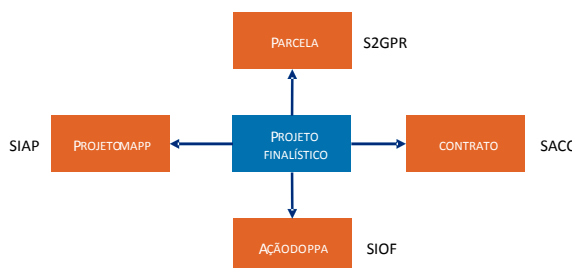 PARCELA
S2GPR
SIAP
PROJETOMAPP
PROJETO
FINALÍSTICO
CONTRATO
SACC
AÇÃODOPPA
SIOF